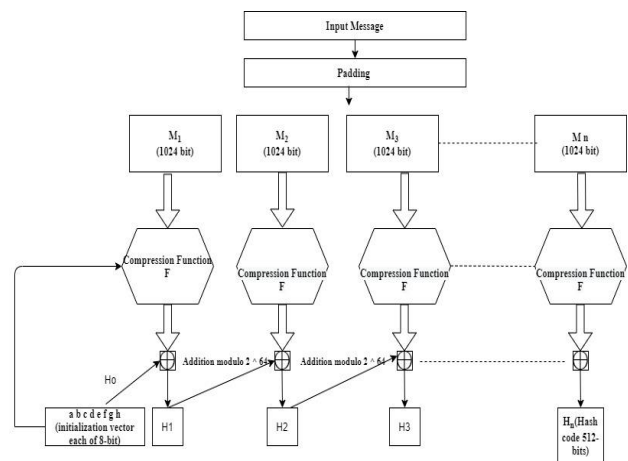 Input Message
Padding
M1
(1024 bit)
M2
(1024 bit)
M3
(1024 bit)
M n
(1024 bit)
Compression Function
F
Compression Function
F
Compression Function
F
Compression Function
F
Addition modulo 2 ^ 64
Addition modulo 2 ^ 64
Ho
a b c d e f g h
(initialization vector
each of 8-bit)
H1
H2
H3
Hn(Hash
code 512-
bits)